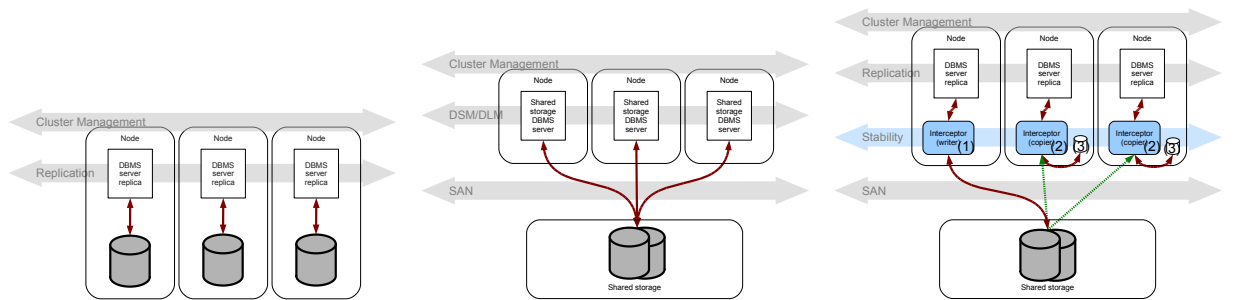 Cluster Management
Node
Node
Node
Replication
DBMS
server
replica
DBMS
server
replica
DBMS
server
replica
Cluster Management
Node
Node
Node
DSM/DLM
Shared
storage
DBMS
server
Shared
storage
DBMS
server
Shared
storage
DBMS
server
SAN
Shared storage
Cluster Management
Node
Node
Node
Replication
DBMS
server
replica
DBMS
server
replica
DBMS
server
replica
Stability
Interceptor
(writer) (1)
Interceptor
(copier) (2)
(3)
Interceptor
(copier) (2)
(3)
SAN
Shared storage